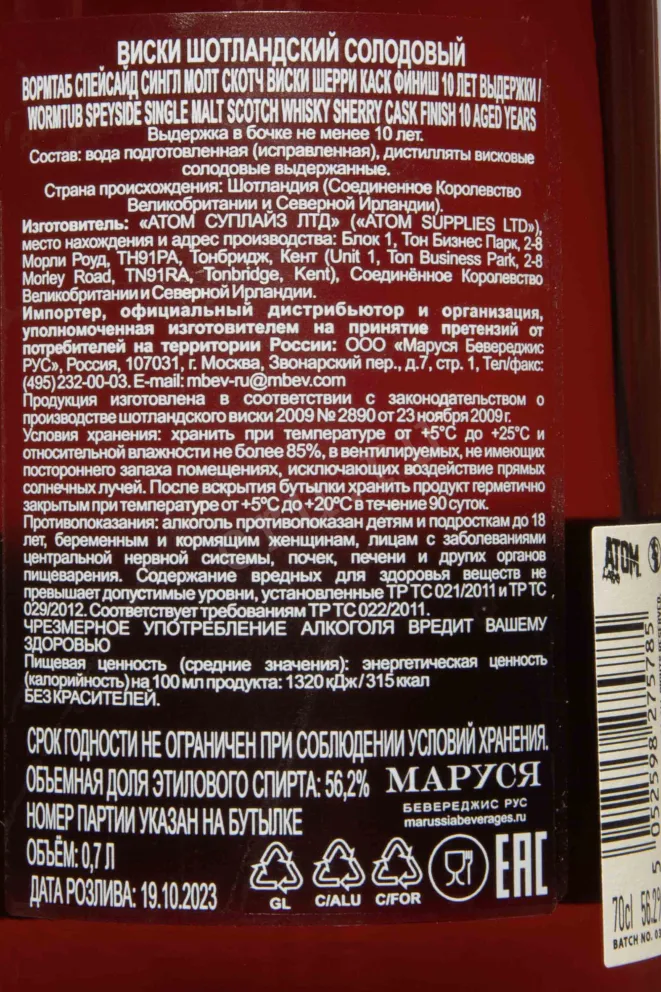 ВИСКИ ШОТЛАНДСКИЙ СОЛОДОВЫЙ
ВОРМТАБ СПЕЙСАЙД СИНГЛ МОЛТ СКОТЧ ВИСКИ ШЕРРИ КАСК ФИНИШ 10 ЛЕТ ВЫДЕРЖКИ /
WORMTUB SPEYSIDE SINGLE MALT SCOTCH WHISKY SHERRY CASK FINISH 10 AGED YEARS
Выдержка в бочке не менее 10 лет.
Состав: вода подготовленная (исправленная), дистилляты висковые
солодовые выдержанные.
Страна происхождения: Шотландия (Соединенное Королевство
Великобритании и Северной Ирландии).
Изготовитель: «АТОМ СУПЛАЙЗ ЛТД» («ATOM SUPPLIES LTD»),
место нахождения и адрес производства: Блок 1, Тон Бизнес Парк, 2-8
Морли Роуд, TH91PA, Тонбридж, Кент (Unit 1, Ton Business Park, 2-8
Morley Road, TN91RA, Tonbridge, Kent), Соединённое Королевство
Великобритании и Северной Ирландии.
Импортер, официальный дистрибьютор и организация,
уполномоченная изготовителем на принятие претензий от
потребителей на территории России: ООО «Маруся Бевереджис
РУС», Россия, 107031, г. Москва, Звонарский пер., д.7, стр. 1, Тел/факс:
(495) 232-00-03. E-mail: mbev-ru@mbev.com
Продукция изготовлена в соответствии с законодательством о
производстве шотландского виски 2009 № 2890 от 23 ноября 2009 г.
Условия хранения: хранить при температуре от +5°C до +25°C и
относительной влажности не более 85%, в вентилируемых, не имеющих
постороннего запаха помещениях, исключающих воздействие прямых
солнечных лучей. После вскрытия бутылки хранить продукт герметично
закрытым при температуре от +5°C до +20°C в течение 90 суток.
Противопоказания: алкоголь противопоказан детям и подросткам до 18
лет, беременным и кормящим женщинам, лицам с заболеваниями
центральной нервной системы, почек, печени и других органов
пищеварения. Содержание вредных для здоровья веществ не
превышает допустимые уровни, установленные ТР ТС 021/2011 и ТР ТС
029/2012. Соответствует требованиям ТР ТС 022/2011.
ЧРЕЗМЕРНОЕ УПОТРЕБЛЕНИЕ АЛКОГОЛЯ ВРЕДИТ ВАШЕМУ
ЗДОРОВЬЮ
Пищевая ценность (средние значения): энергетическая ценность
(калорийность) на 100 мл продукта: 1320 кДж / 315 ккал
БЕЗ КРАСИТЕЛЕЙ.
СРОК ГОДНОСТИ НЕ ОГРАНИЧЕН ПРИ СОБЛЮДЕНИИ УСЛОВИЙ ХРАНЕНИЯ.
ОБЪЕМНАЯ ДОЛЯ ЭТИЛОВОГО СПИРТА: 56,2%
НОМЕР ПАРТИИ УКАЗАН НА БУТЫЛКЕ
ОБЪЁМ: 0,7 Л
ДАТА РОЗЛИВА: 19.10.2023
МАРУСЯ
БЕВЕРЕДЖИС РУС
marussiabeverages.ru
GL
C/ALU
C/FOR
EAC
ATOM
5 052598 275785
70cl 56.2%
BATCH NO. 03